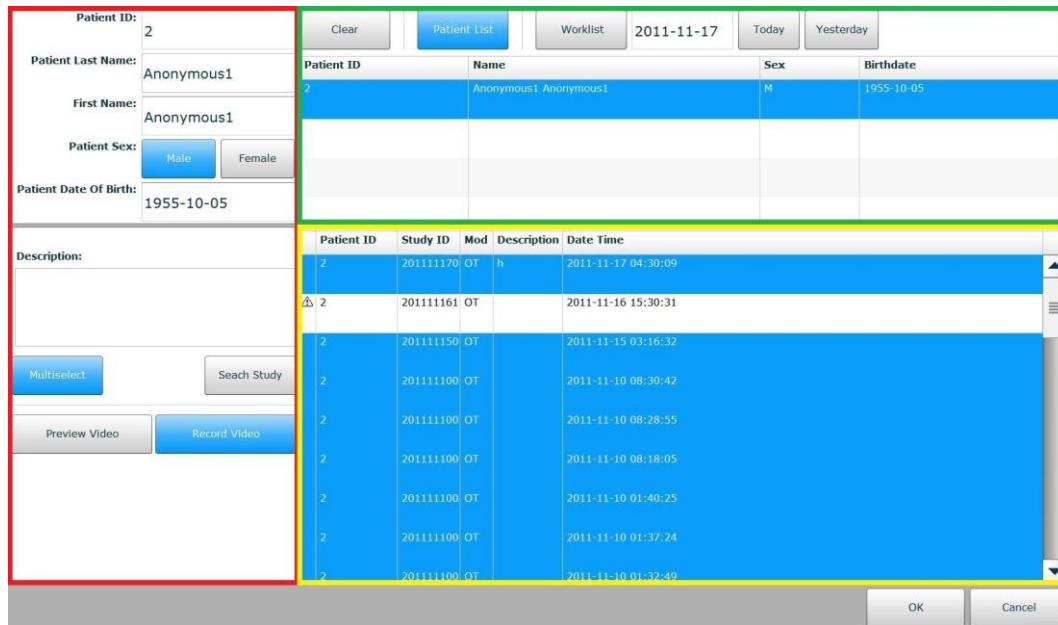 Patient ID: 2
Patient Last Name: Anonymous1
First Name: Anonymous1
Patient Sex: Male Female
Patient Date Of Birth: 1955-10-05
Clear Patient List Worklist 2011-11-17 Today Yesterday
Patient ID Name Sex Birthdate
2 Anonymous1 Anonymous1 M 1955-10-05
Description:
Multiselect Seach Study
Preview Video Record Video
Patient ID Study ID Mod Description Date Time
2 201111170 OT h 2011-11-17 04:30:09
2 201111161 OT 2011-11-16 15:30:31
2 201111150 OT 2011-11-15 03:16:32
2 201111100 OT 2011-11-10 08:30:42
2 201111100 OT 2011-11-10 08:28:55
2 201111100 OT 2011-11-10 08:18:05
2 201111100 OT 2011-11-10 01:40:25
2 201111100 OT 2011-11-10 01:37:24
2 201111100 OT 2011-11-10 01:32:49
OK Cancel